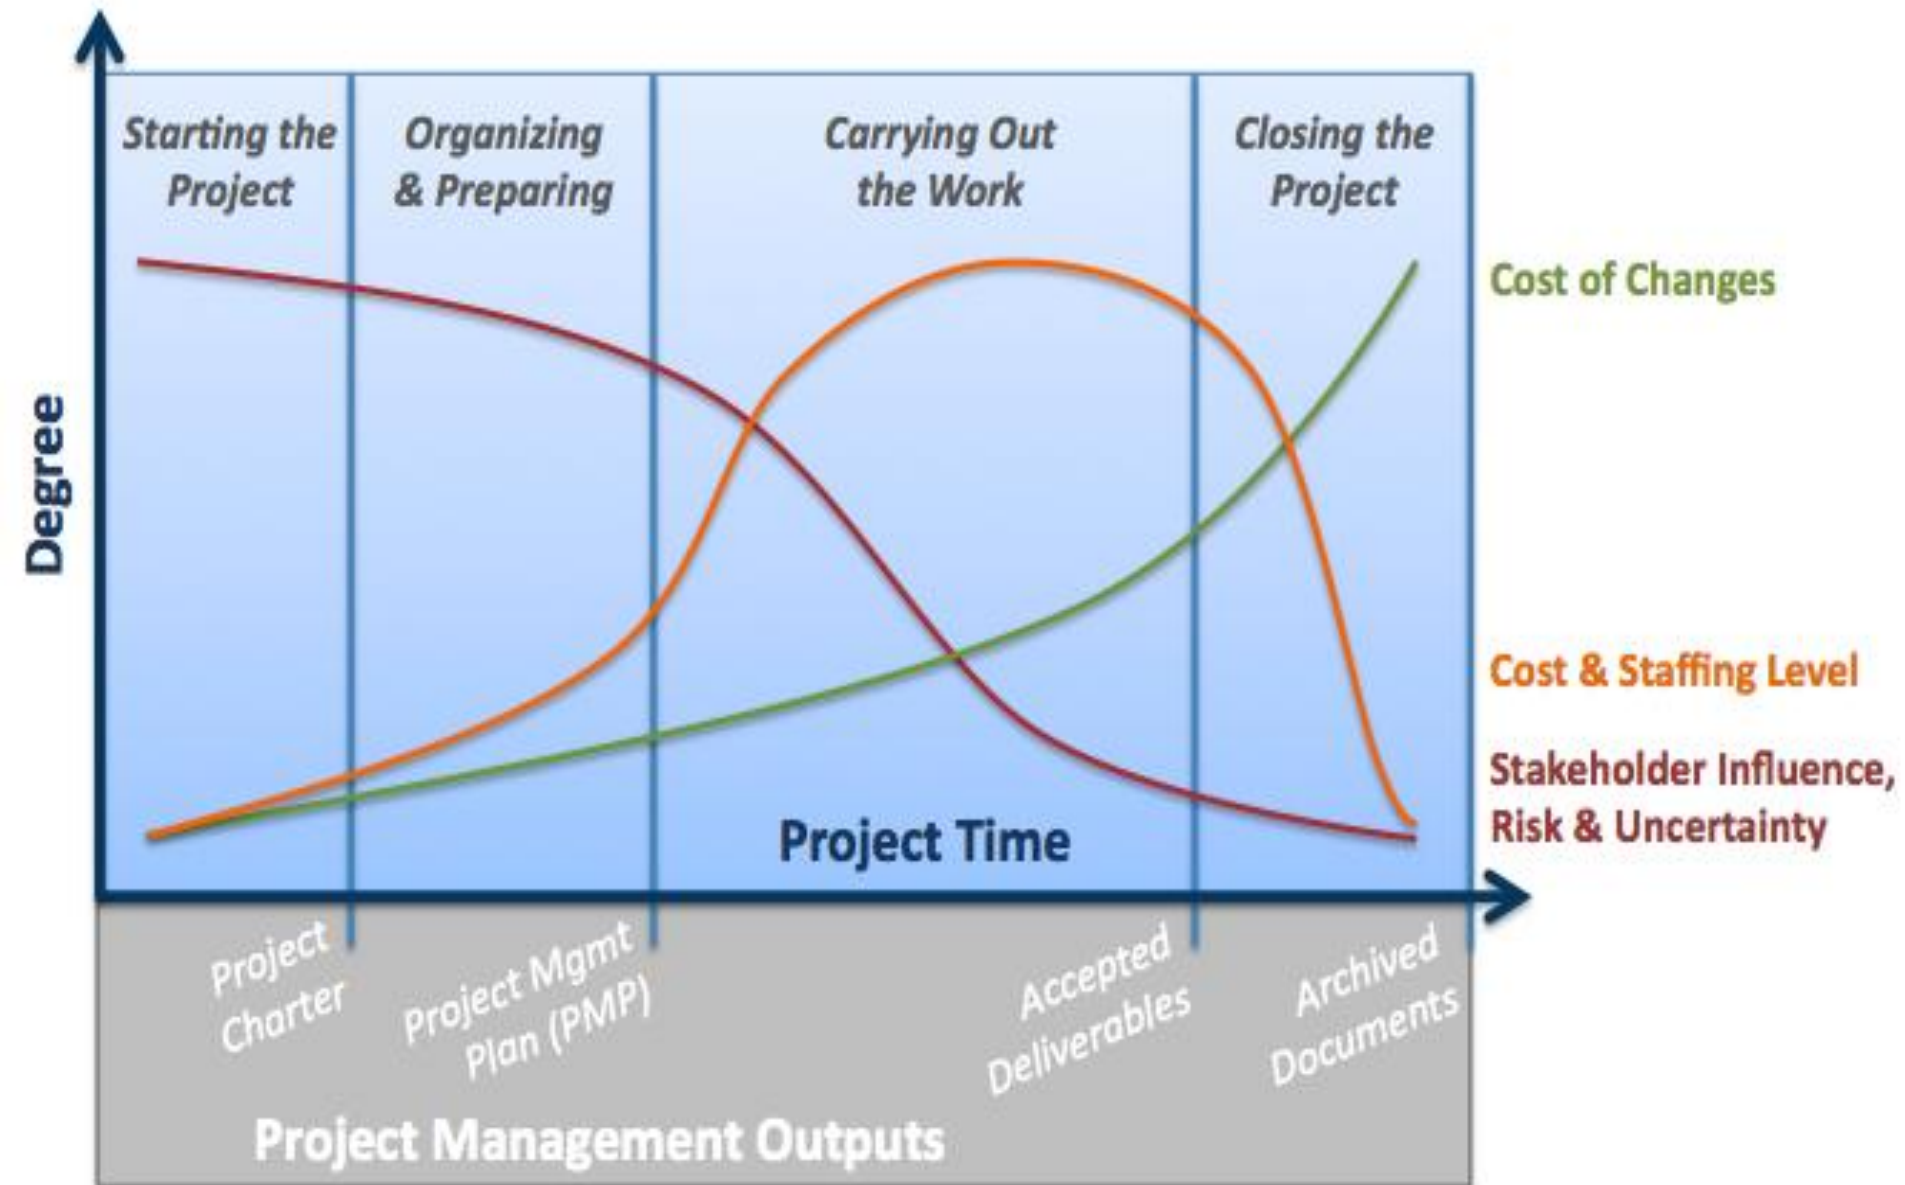 Starting the
Project
Organizing
& Preparing
Carrying Out
the Work
Closing the
Project
Degree
Cost of Changes
Cost & Staffing Level
Stakeholder Influence,
Risk & Uncertainty
Project Time
Project
Charter
Project Mgmt
Plan (PMP)
Accepted
Deliverables
Archived
Documents
Project Management Outputs